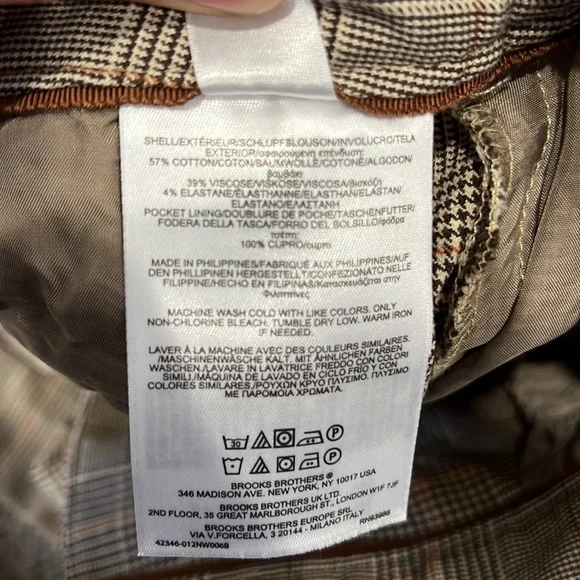 SHELL/EXTÉRIEUR/SCHLUPFBLOUSON/INVOLUCRO/TELA
EXTERIOR/αφαιρούμενη επένδυση:
57% COTTON/COTON/BAUMWOLLE/COTONE/ALGODON/
βαμβάκι
39% VISCOSE/VISKOSE/VISCOSA/βισκόζη
4% ELASTANE/ELASTHANNE/ELASTHAN/ELASTAN/
ELASTANO/ΕΛΑΣΤΑΝΗ
POCKET LINING/DOUBLURE DE POCHE/TASCHENFUTTER/
FODERA DELLA TASCA/FORRO DEL BOLSILLO/φόδρα
τσέπη:
100% CUPRO/cupro
MADE IN PHILIPPINES/FABRIQUÉ AUX PHILIPPINES/AUF
DEN PHILLIPINEN HERGESTELLT/CONFEZIONATO NELLE
FILIPPINE/HECHO EN FILIPINAS/Κατασκευάζεται στην
Φιλιππίνες
MACHINE WASH COLD WITH LIKE COLORS. ONLY
NON-CHLORINE BLEACH. TUMBLE DRY LOW. WARM IRON
IF NEEDED.
LAVER À LA MACHINE AVEC DES COULEURS SIMILAIRES.
/MASCHINENWÄSCHE KALT. MIT ÄHNLICHEN FARBEN
WASCHEN./LAVARE IN LAVATRICE FREDDO CON COLORI
SIMILI./MÁQUINA DE LAVADO EN CICLO FRÍO Y CON
COLORES SIMILARES/ΡΟΥΧΩΝ ΚΡΥΟ ΠΛΥΣΙΜΟ. ΠΛΥΣΙΜΟ
ΜΕ ΠΑΡΟΜΟΙΑ ΧΡΩΜΑΤΑ.
30 P
P
BROOKS BROTHERS ®
346 MADISON AVE. NEW YORK, NY 10017 USA
BROOKS BROTHERS UK LTD.
2ND FLOOR, 35 GREAT MARLBOROUGH ST., LONDON W1F 7JF
BROOKS BROTHERS EUROPE SRL
VIA V.FORCELLA, 3 20144 - MILANO ITALY
RN93988
42346-012NW006B